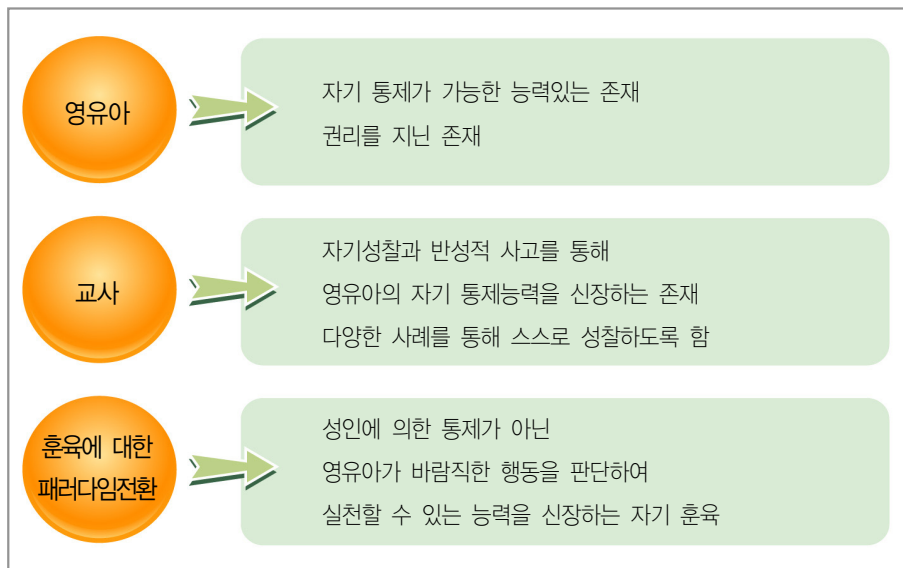 영유아
자기 통제가 가능한 능력있는 존재
권리를 지닌 존재
교사
자기성찰과 반성적 사고를 통해
영유아의 자기 통제능력을 신장하는 존재
다양한 사례를 통해 스스로 성찰하도록 함
훈육에 대한
패러다임전환
성인에 의한 통제가 아닌
영유아가 바람직한 행동을 판단하여
실천할 수 있는 능력을 신장하는 자기 훈육